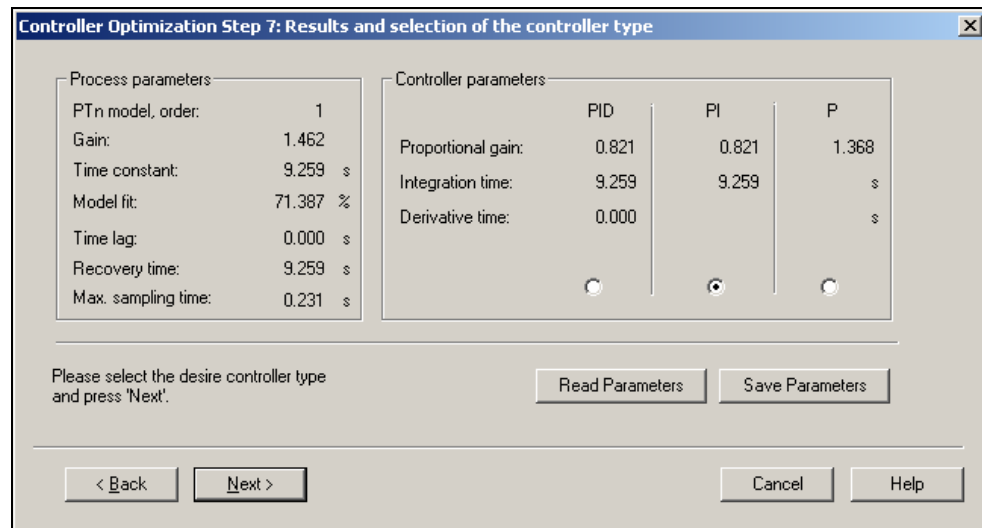 Controller Optimization Step 7: Results and selection of the controller type
Process parameters
PTn model, order: 1
Gain: 1.462
Time constant: 9.259 s
Model fit: 71.387 %
Time lag: 0.000 s
Recovery time: 9.259 s
Max. sampling time: 0.231 s
Controller parameters
PID PI P
Proportional gain: 0.821 0.821 1.368
Integration time: 9.259 9.259 s
Derivative time: 0.000 s
Please select the desire controller type
and press 'Next'.
Read Parameters Save Parameters
< Back Next > Cancel Help